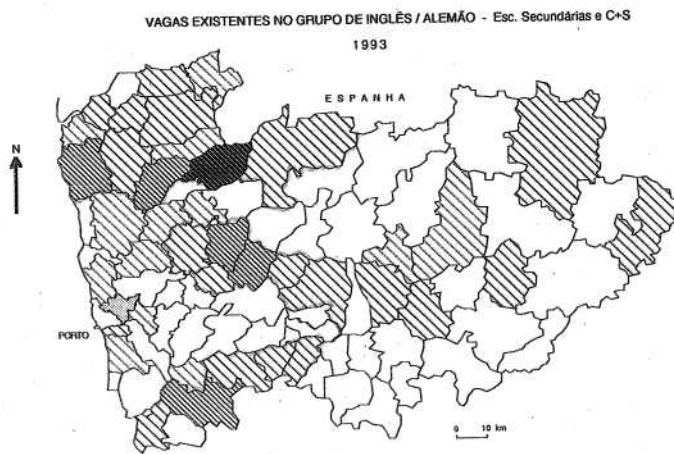 VAGAS EXISTENTES NO GRUPO DE INGLÊS / ALEMÃO - Esc. Secundárias e C+S
1993
ESPANHA
N
PORTO
0 10 km